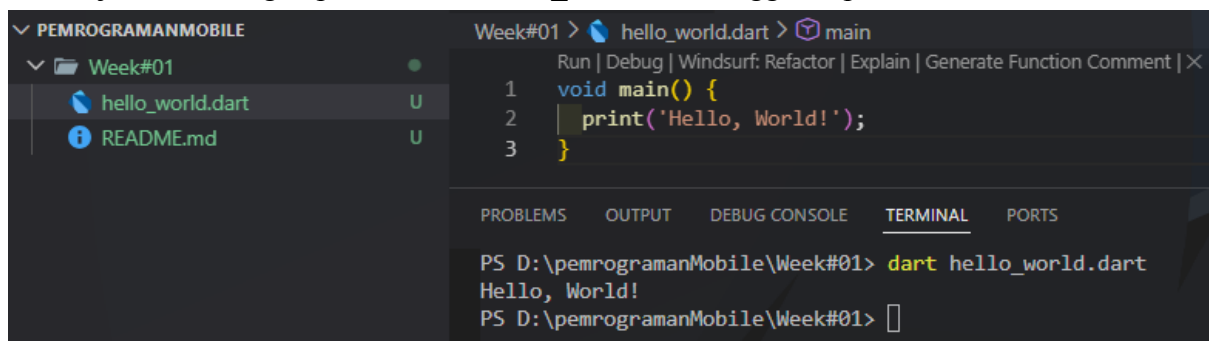 PEMROGRAMANMOBILE
Week#01
hello_world.dart U
README.md U
Week#01 > hello_world.dart > main
Run | Debug | Windsurf: Refactor | Explain | Generate Function Comment | ×
1 void main() {
2 print('Hello, World!');
3 }
PROBLEMS OUTPUT DEBUG CONSOLE TERMINAL PORTS
PS D:\pemrogramanMobile\Week#01> dart hello_world.dart
Hello, World!
PS D:\pemrogramanMobile\Week#01>